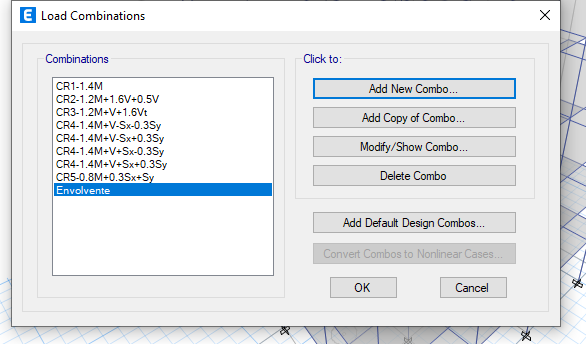 E Load Combinations
Combinations
CR1-1.4M
CR2-1.2M+1.6V+0.5V
CR3-1.2M+V+1.6Vt
CR4-1.4M+V-Sx-0.3Sy
CR4-1.4M+V-Sx+0.3Sy
CR4-1.4M+V+Sx-0.3Sy
CR4-1.4M+V+Sx+0.3Sy
CR5-0.8M+0.3Sx+Sy
Envolvente
Click to:
Add New Combo...
Add Copy of Combo...
Modify/Show Combo...
Delete Combo
Add Default Design Combos...
Convert Combos to Nonlinear Cases...
OK
Cancel